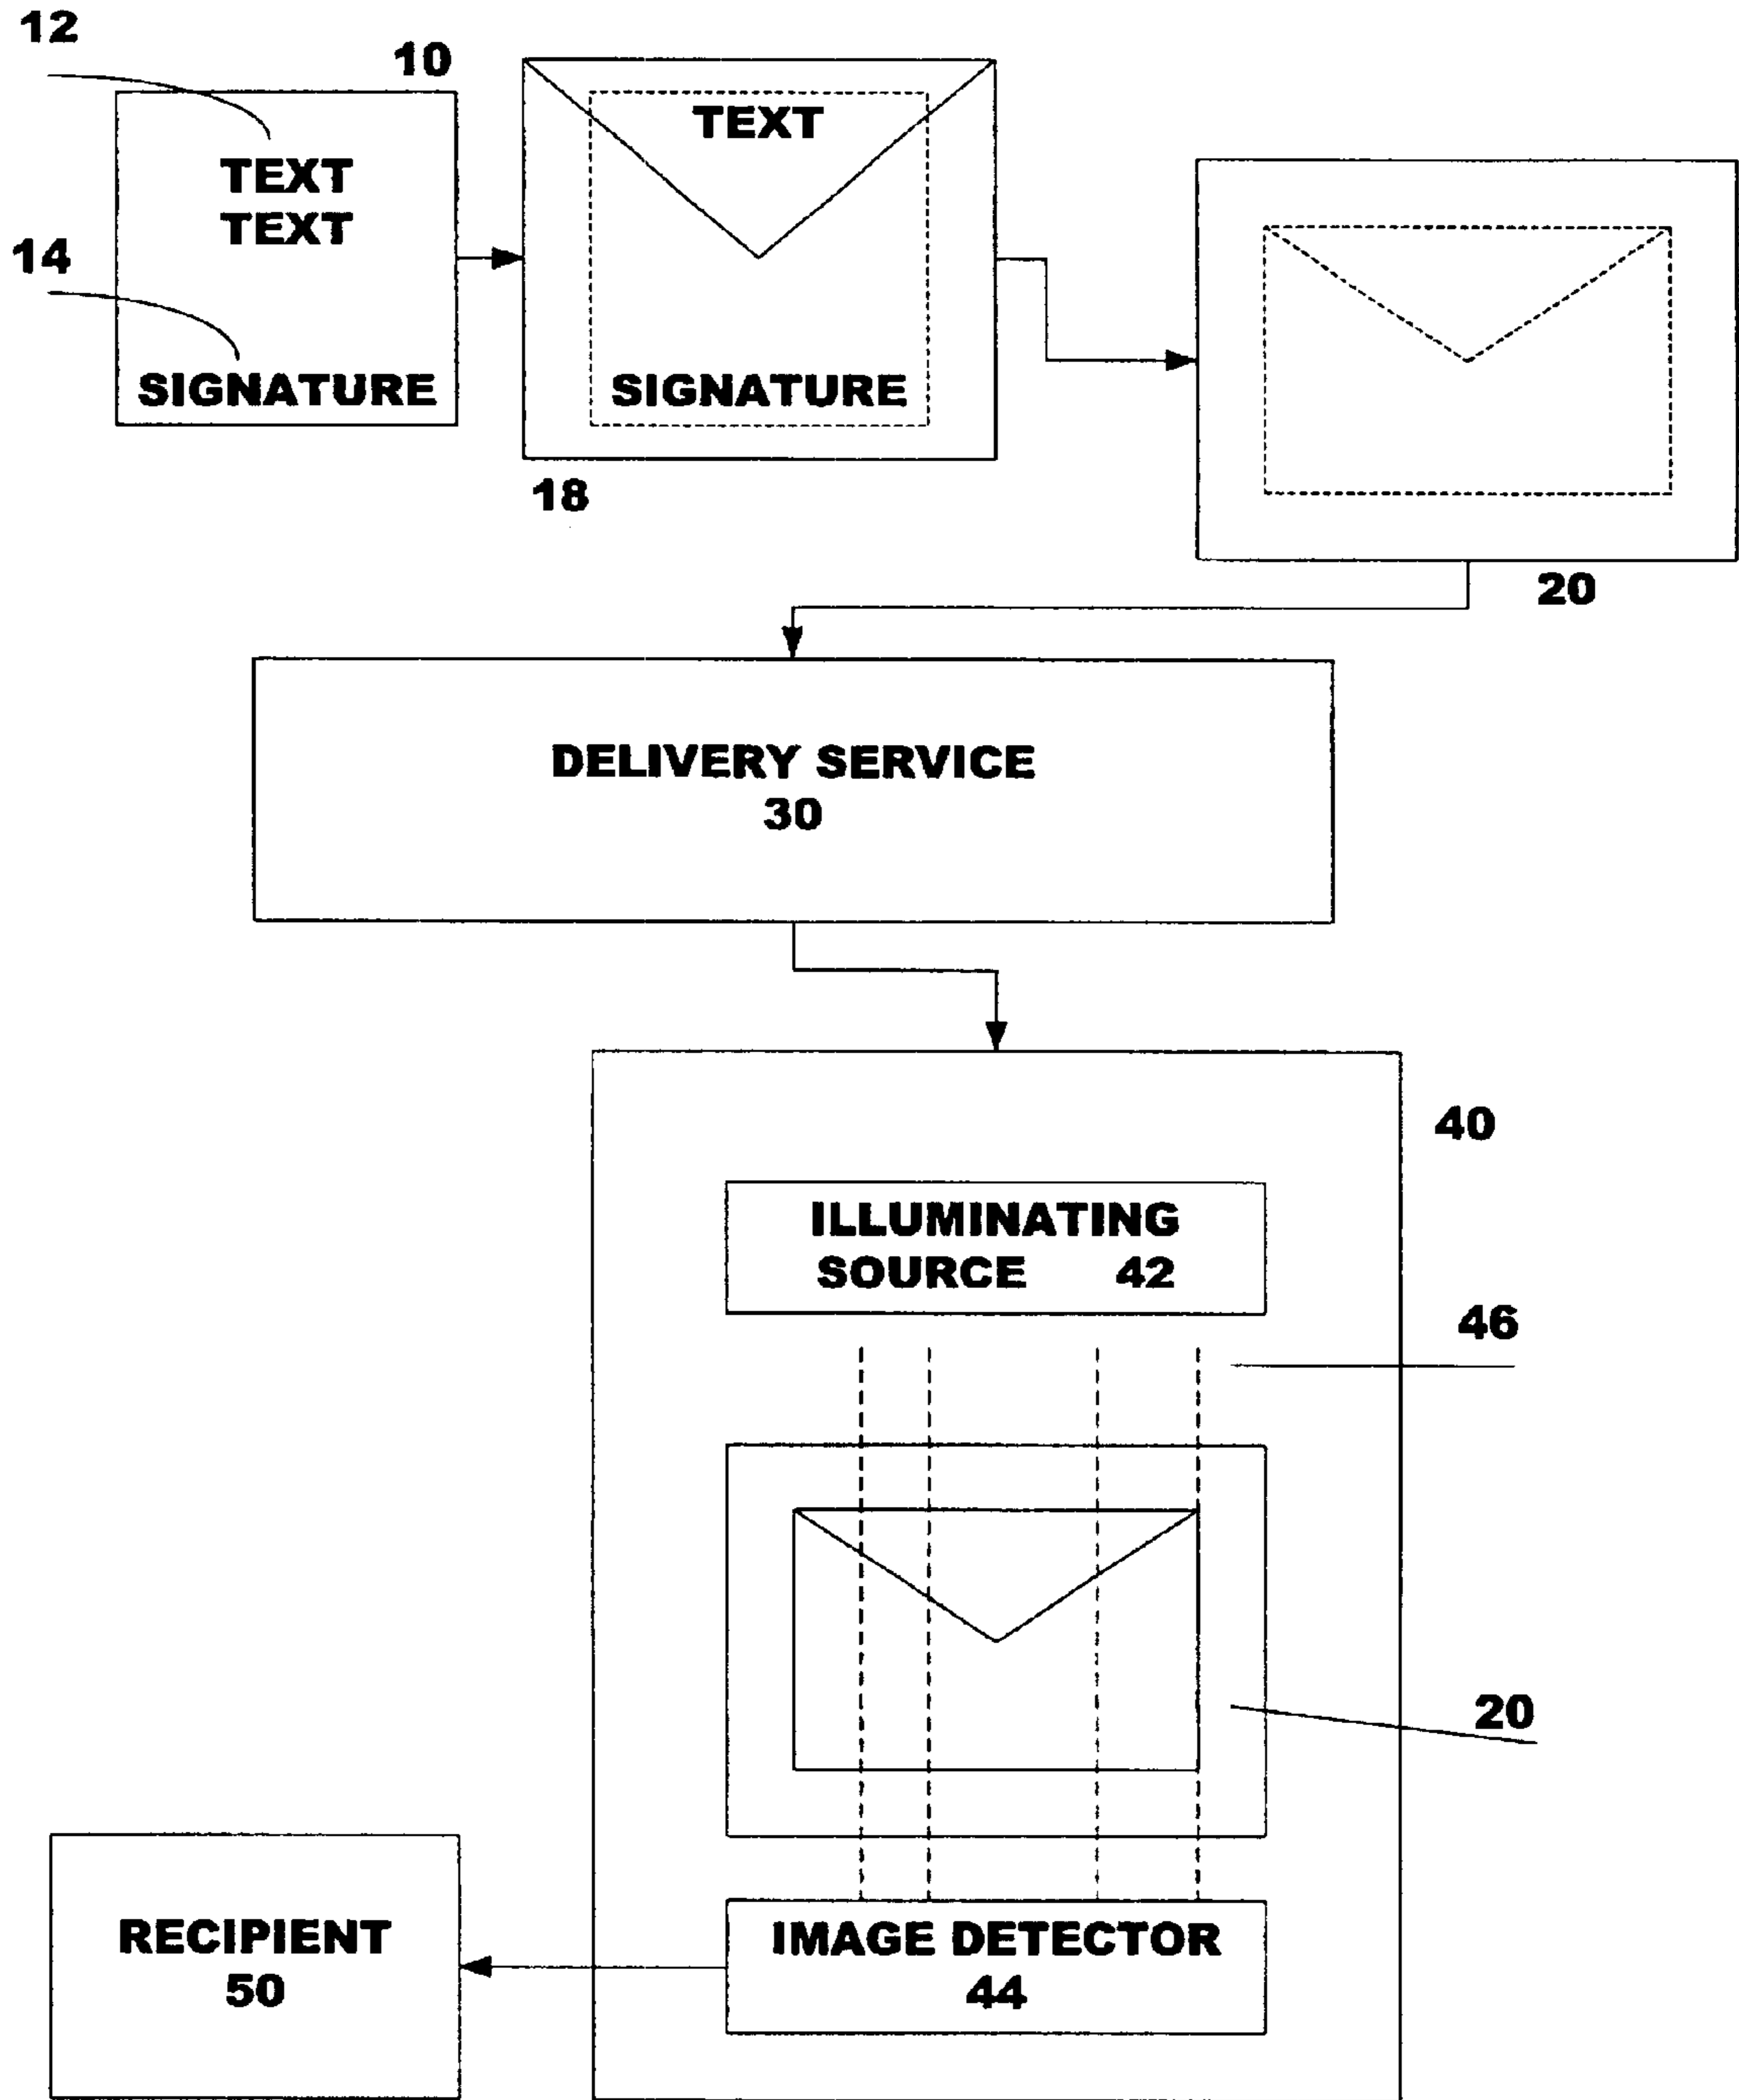 12
10
TEXT
TEXT
14
SIGNATURE
TEXT
SIGNATURE
18
20
DELIVERY SERVICE
30
40
ILLUMINATING
SOURCE 42
46
20
RECIPIENT
50
IMAGE DETECTOR
44